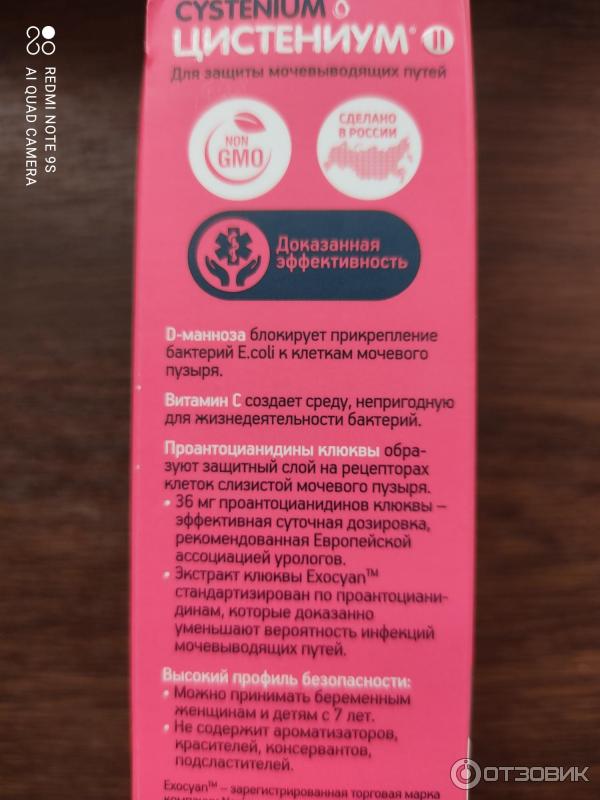 CYSTENIUM
ЦИСТЕНИУМ® II
Для защиты мочевыводящих путей
NON
GMO
СДЕЛАНО
В РОССИИ
Доказанная
эффективность
D-манноза блокирует прикрепление
бактерий E.coli к клеткам мочевого
пузыря.
Витамин С создает среду, непригодную
для жизнедеятельности бактерий.
Проантоцианидины клюквы обра-
зуют защитный слой на рецепторах
клеток слизистой мочевого пузыря.
• 36 мг проантоцианидинов клюквы –
эффективная суточная дозировка,
рекомендованная Европейской
ассоциацией урологов.
• Экстракт клюквы Exocyan™
стандартизирован по проантоциани-
динам, которые доказанно
уменьшают вероятность инфекций
мочевыводящих путей.
Высокий профиль безопасности:
• Можно принимать беременным
женщинам и детям с 7 лет.
• Не содержит ароматизаторов,
красителей, консервантов,
подсластителей.
Exocyan™ – зарегистрированная торговая марка
REDMI NOTE 9S
AI QUAD CAMERA
ОТЗОВИК